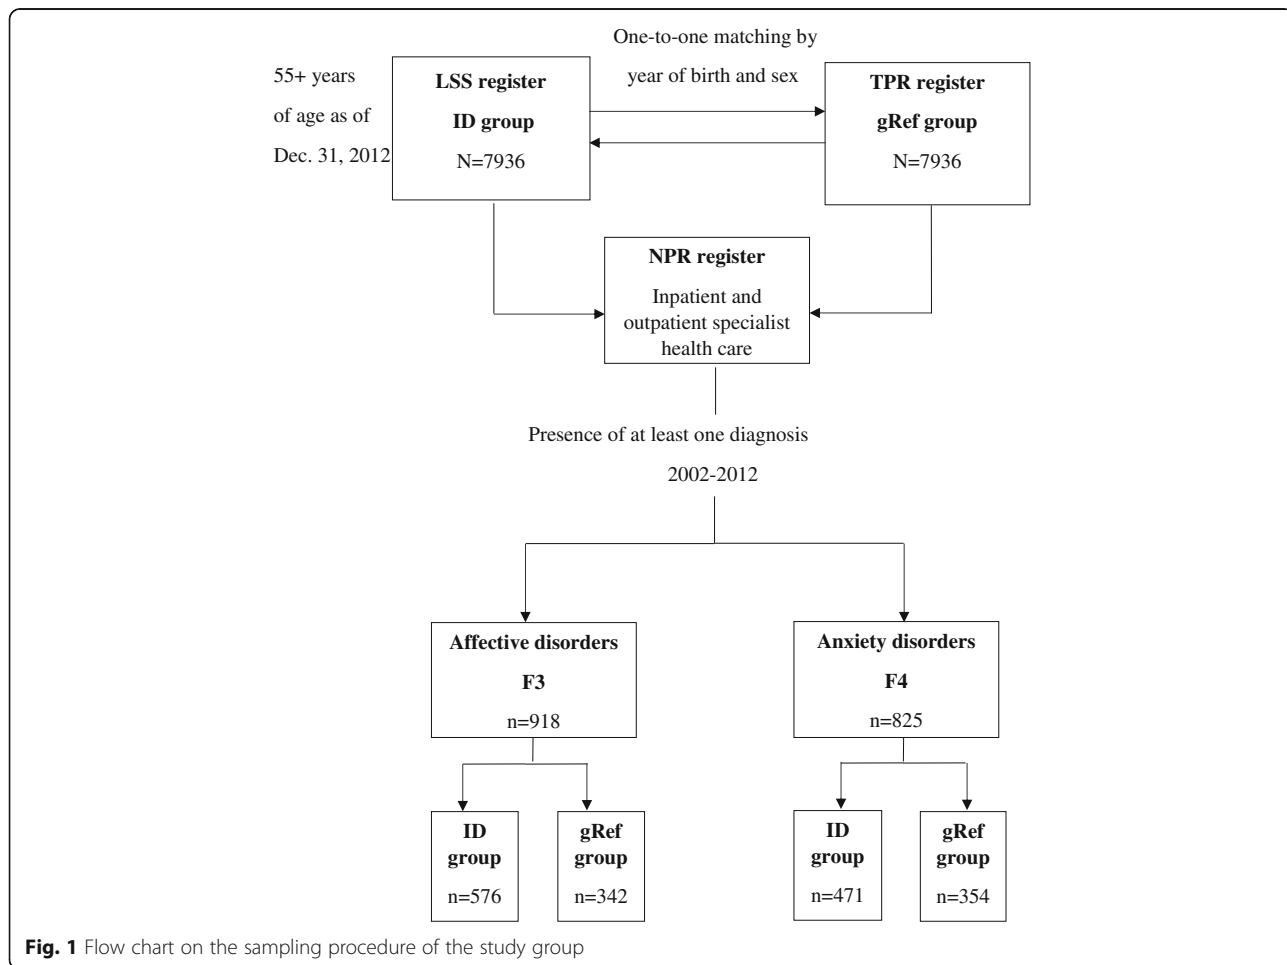 One-to-one matching by
year of birth and sex
55+ years
of age as of
Dec. 31, 2012
LSS register
ID group
N=7936
TPR register
gRef group
N=7936
NPR register
Inpatient and
outpatient specialist
health care
Presence of at least one diagnosis
2002-2012
Affective disorders
F3
n=918
Anxiety disorders
F4
n=825
ID
group
n=576
gRef
group
n=342
ID
group
n=471
gRef
group
n=354
Fig. 1 Flow chart on the sampling procedure of the study group